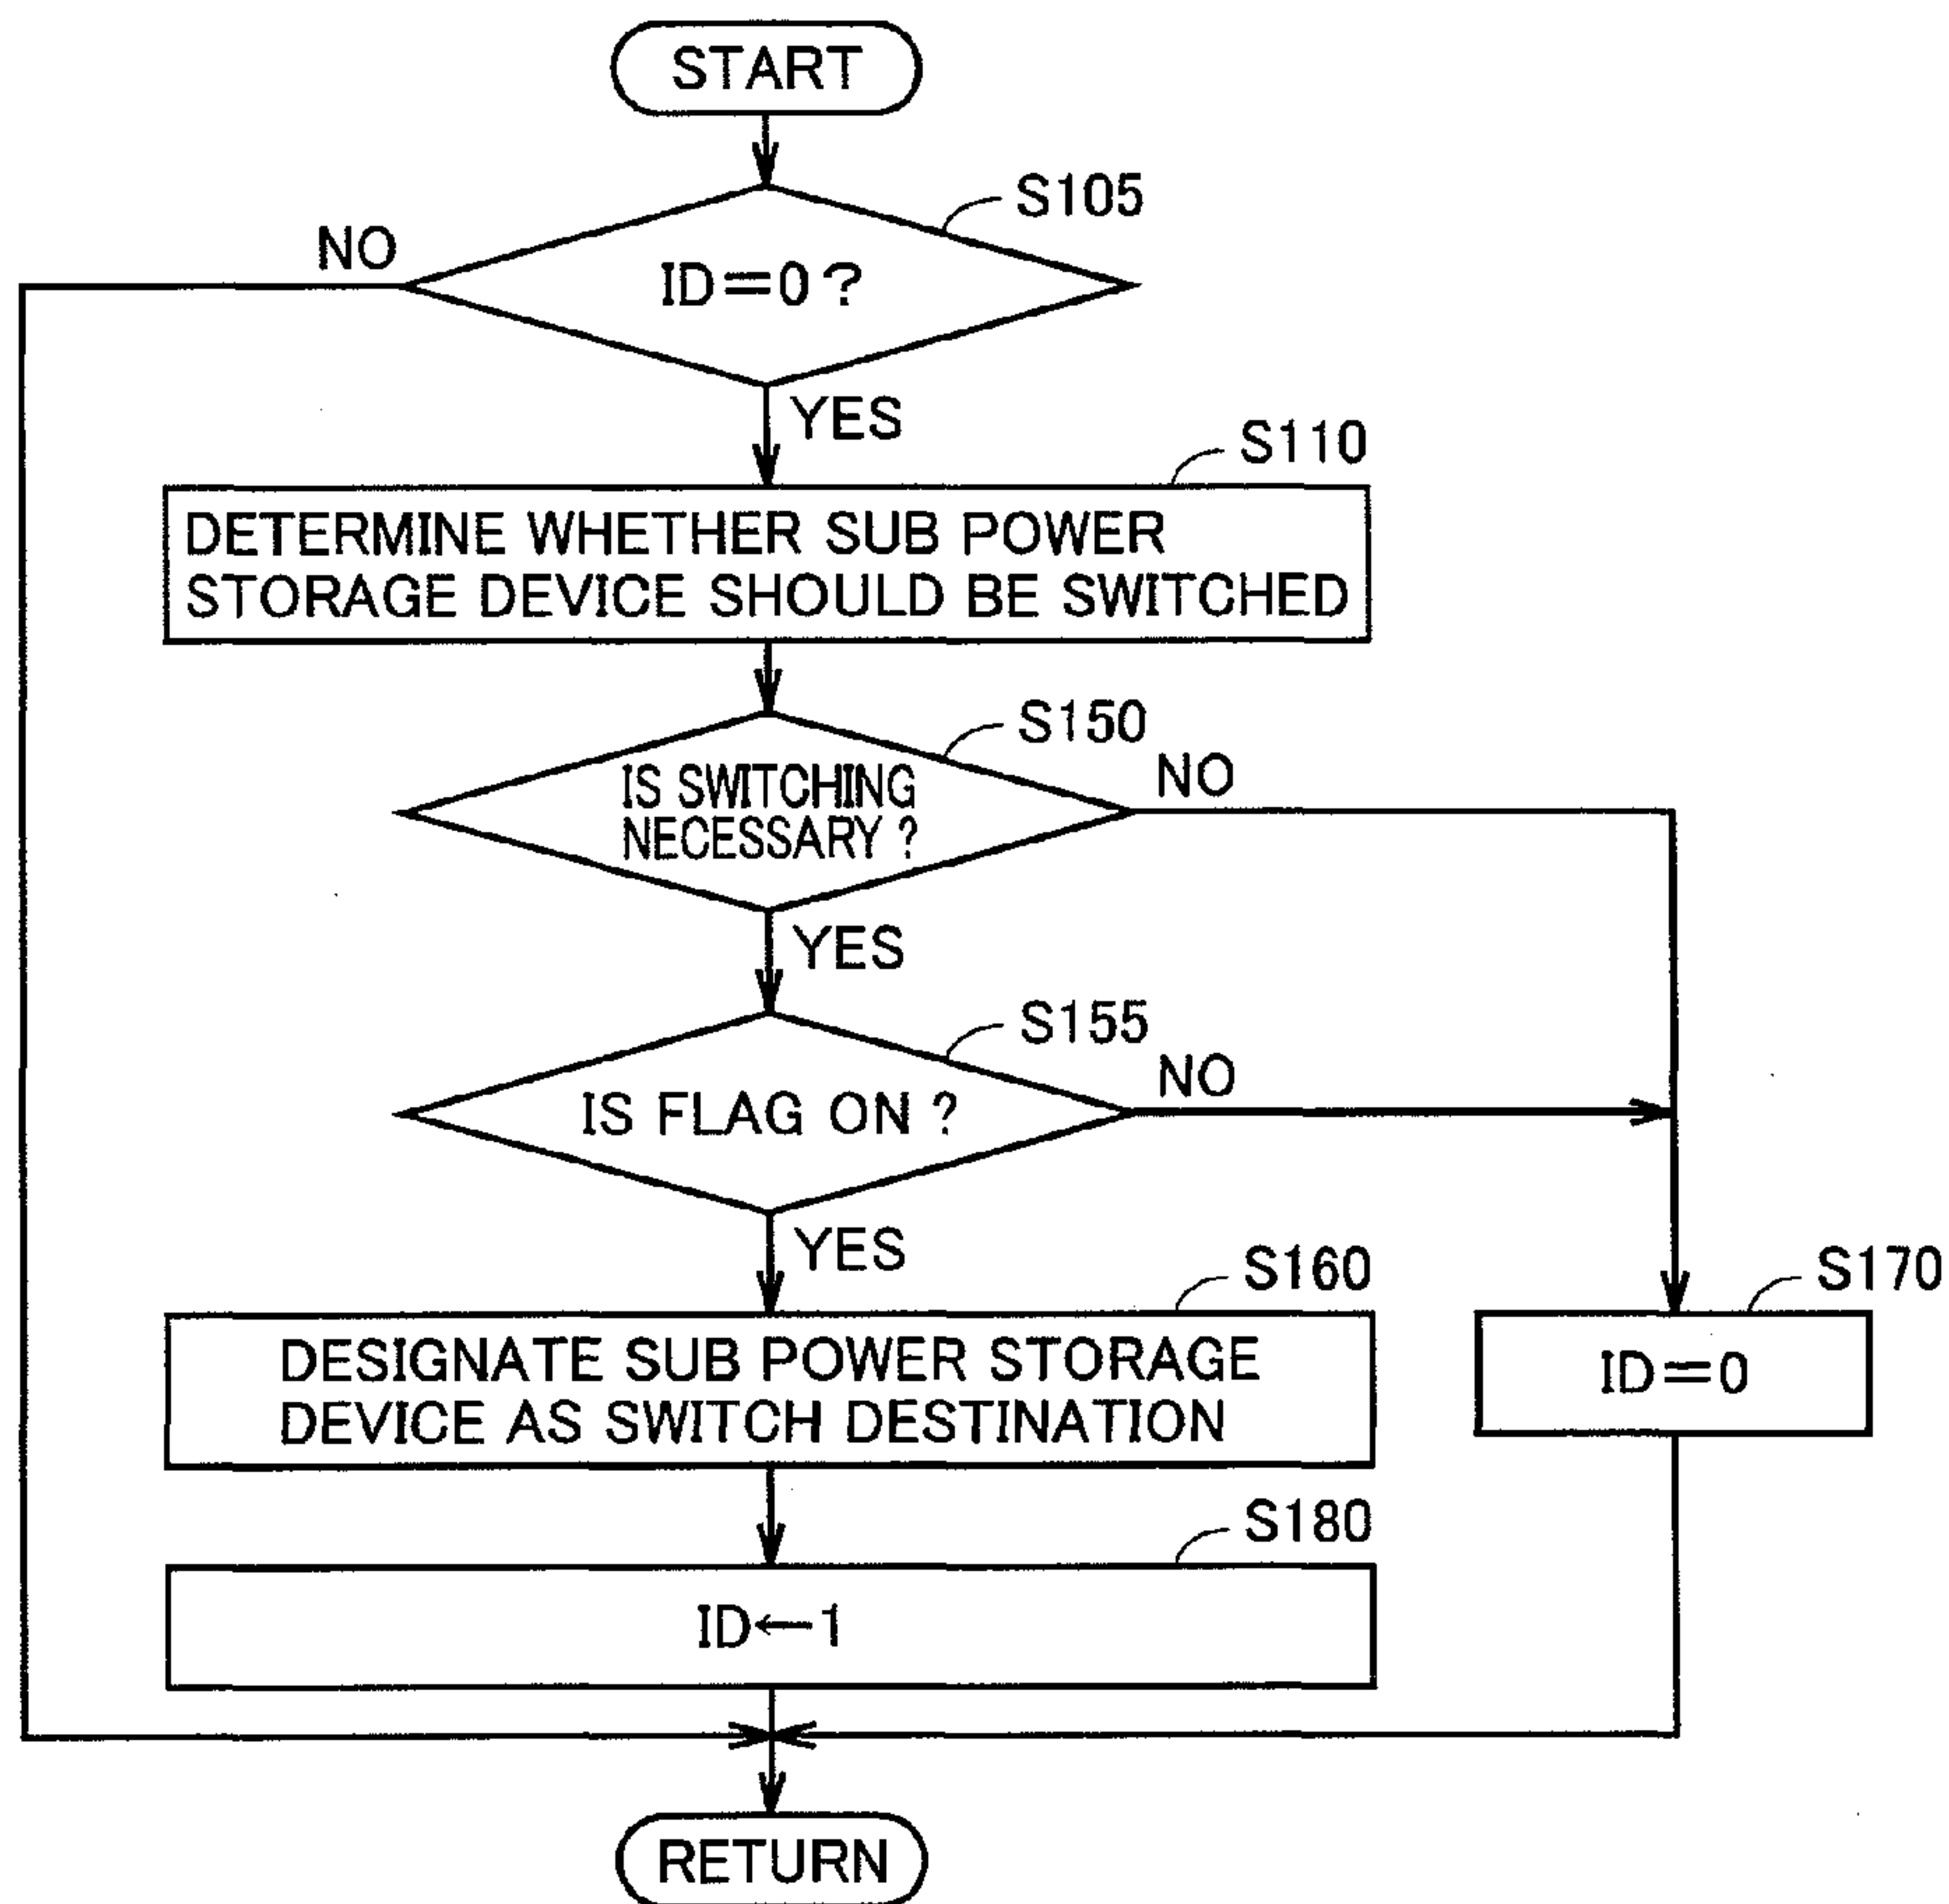 START
S105
NO
ID=0?
YES
S110
DETERMINE WHETHER SUB POWER
STORAGE DEVICE SHOULD BE SWITCHED
S150
IS SWITCHING
NECESSARY?
NO
YES
S155
IS FLAG ON?
NO
YES
S160
DESIGNATE SUB POWER STORAGE
DEVICE AS SWITCH DESTINATION
S170
ID=0
S180
ID←1
RETURN